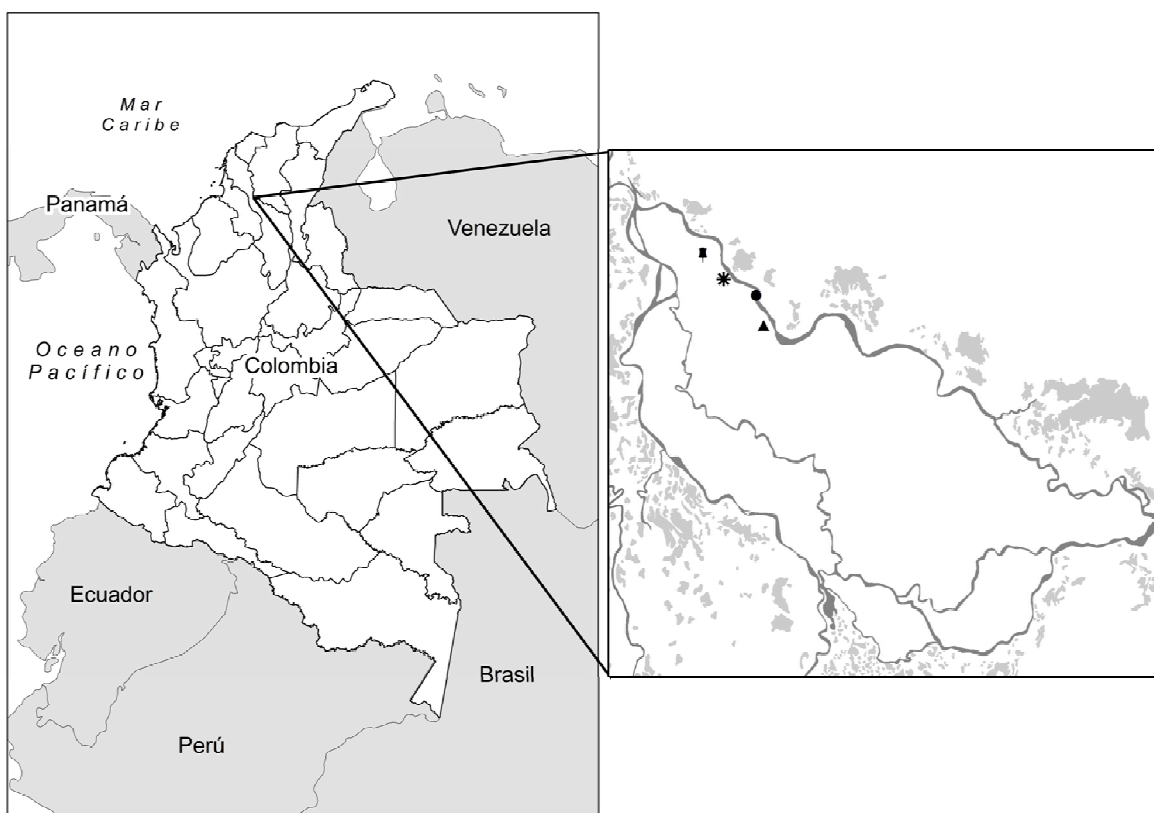 Mar
Caribe
Panamá
Venezuela
Oceano
Pacífico
Colombia
Ecuador
Brasil
Perú